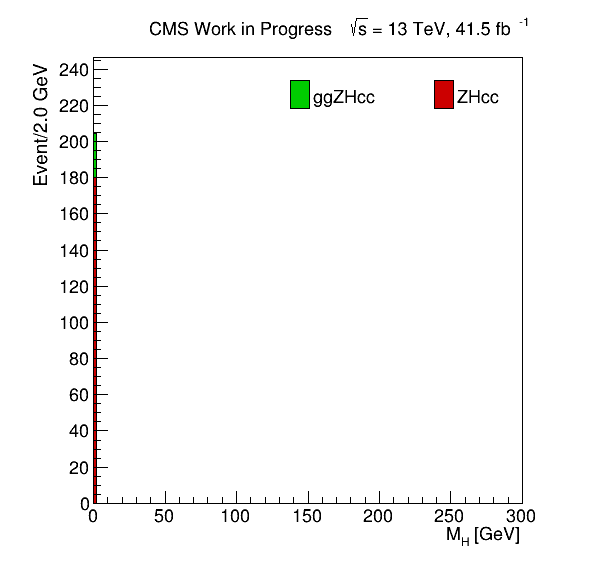 CMS Work in Progress √s = 13 TeV, 41.5 fb -1
Event/2.0 GeV
ggZHcc ZHcc
240
220
200
180
160
140
120
100
80
60
40
20
0
0 50 100 150 200 250 300
M_H [GeV]